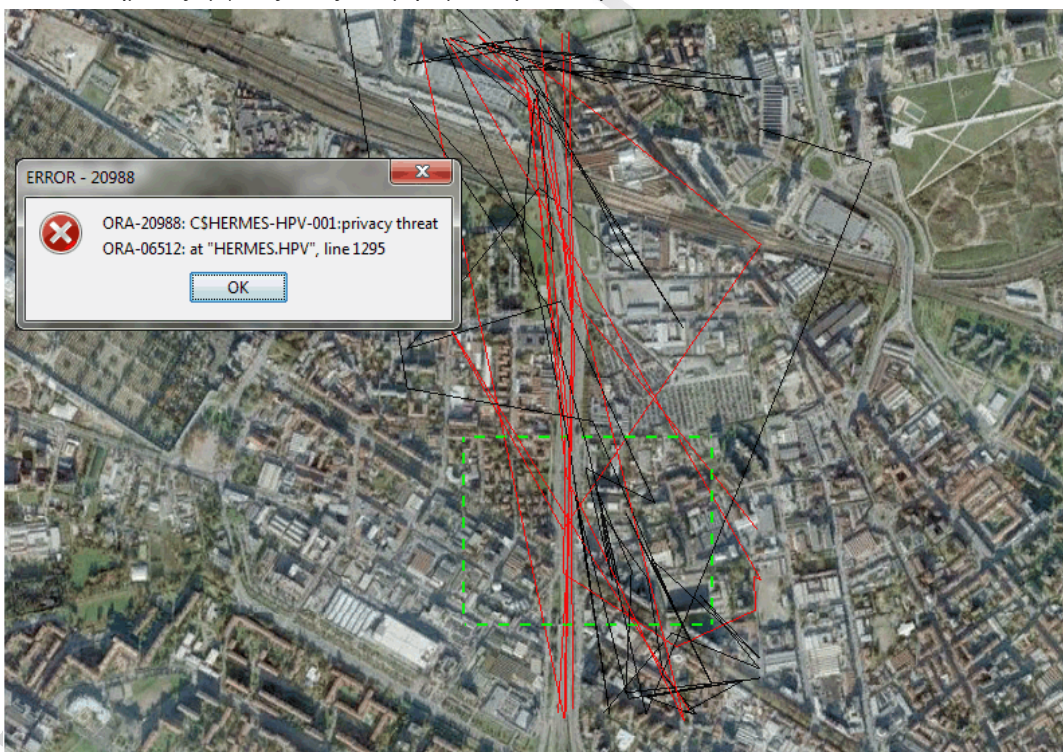 ERROR - 20988
ORA-20988: C$HERMES-HPV-001:privacy threat
ORA-06512: at "HERMES.HPV", line 1295
OK